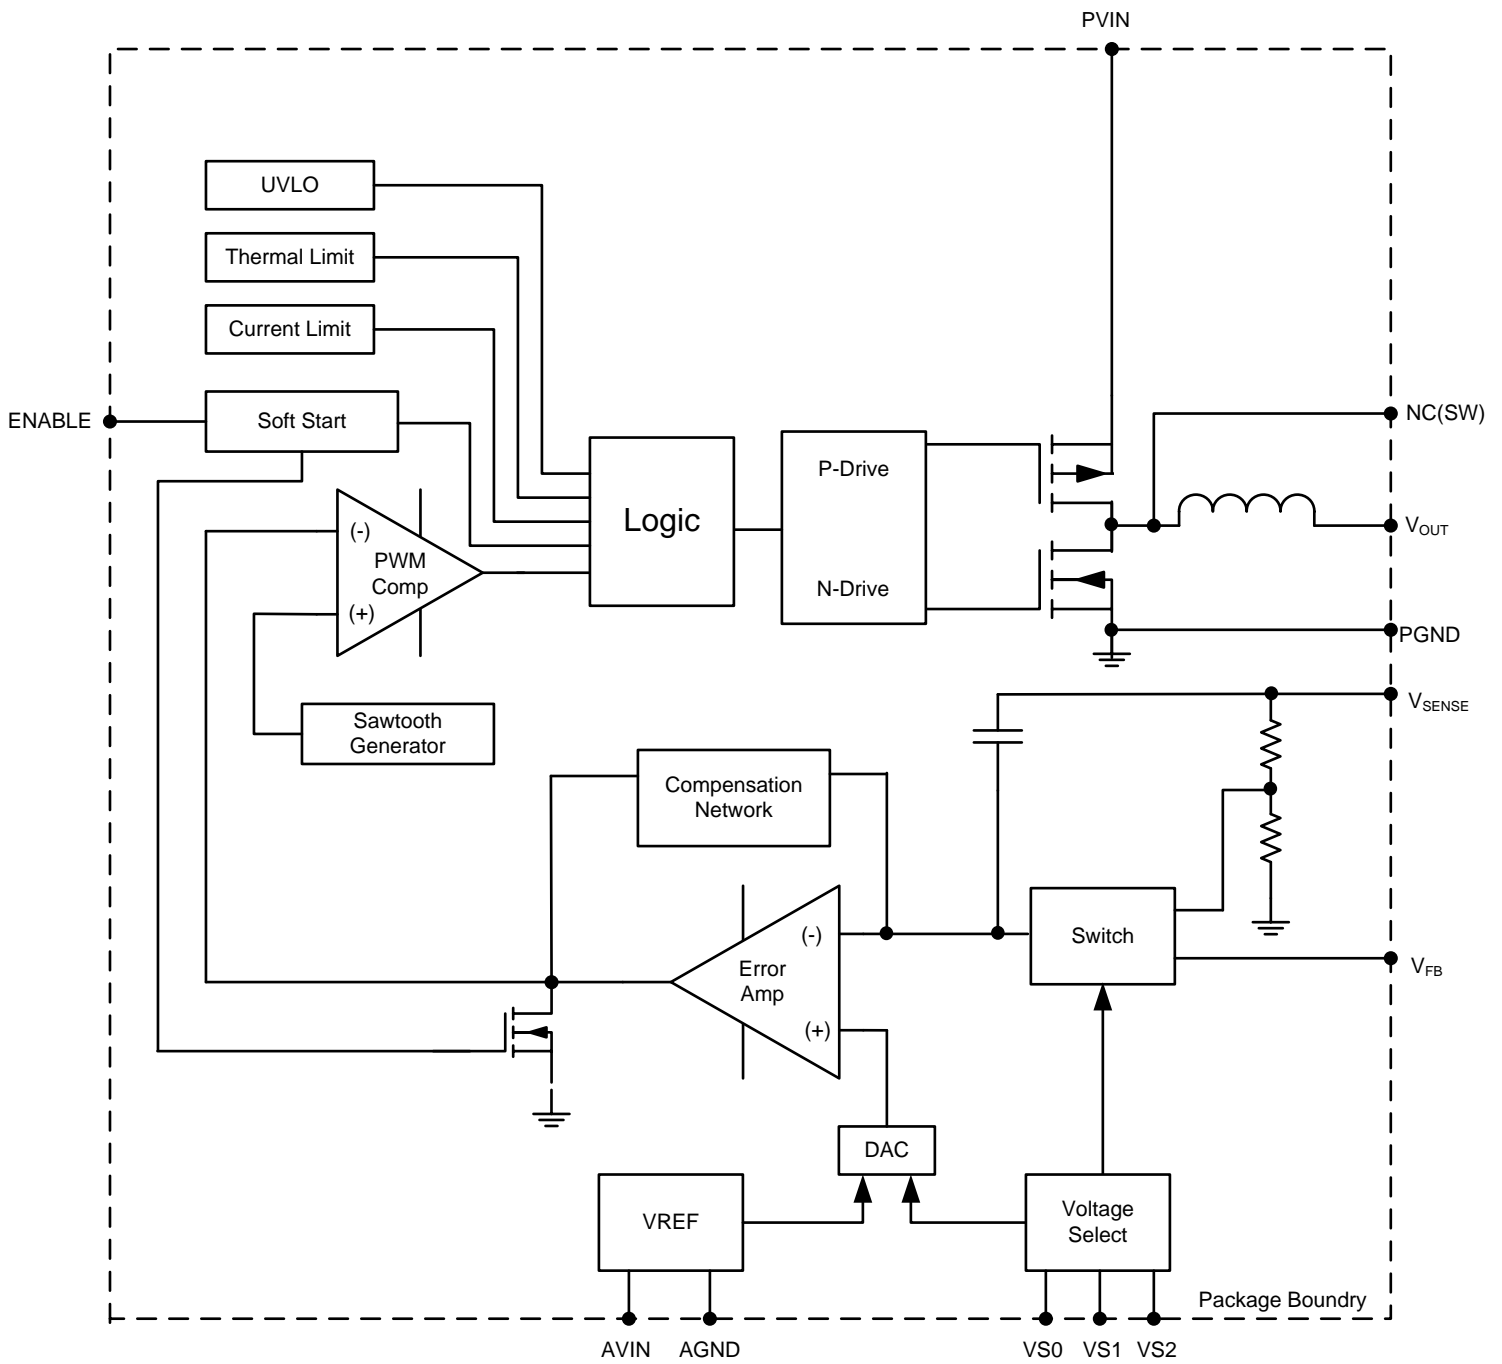 PVIN
UVLO
Thermal Limit
Current Limit
ENABLE
Soft Start
NC(SW)
P-Drive
Logic
(-)
PWM
Comp
(+)
N-Drive
VOUT
PGND
VSENSE
Sawtooth
Generator
Compensation
Network
(-)
Error
Amp
(+)
Switch
VFB
DAC
VREF
Voltage
Select
Package Boundry
AVIN
AGND
VS0
VS1
VS2